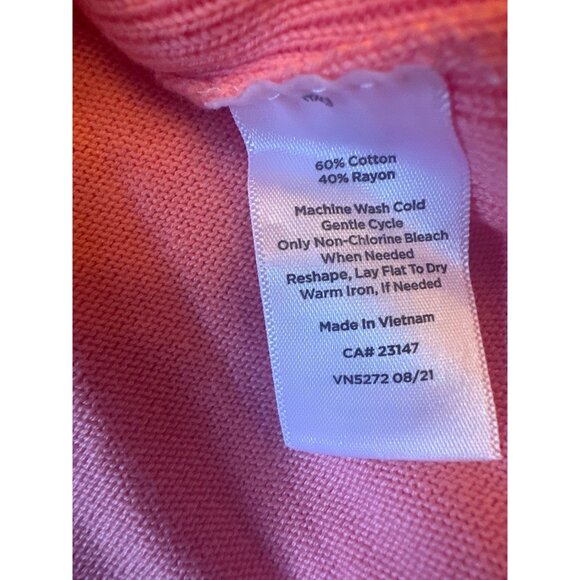 60% Cotton
40% Rayon
Machine Wash Cold
Gentle Cycle
Only Non-Chlorine Bleach
When Needed
Reshape, Lay Flat To Dry
Warm Iron, If Needed
Made In Vietnam
CA# 23147
VN5272 08/21